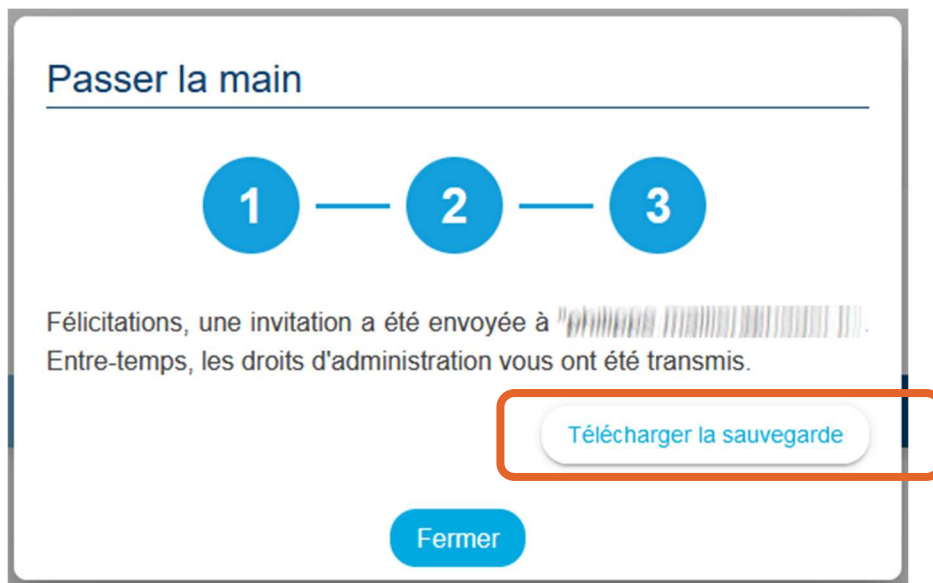 Passer la main
1 2 3
Félicitations, une invitation a été envoyée à "
Entre-temps, les droits d'administration vous ont été transmis.
Télécharger la sauvegarde
Fermer